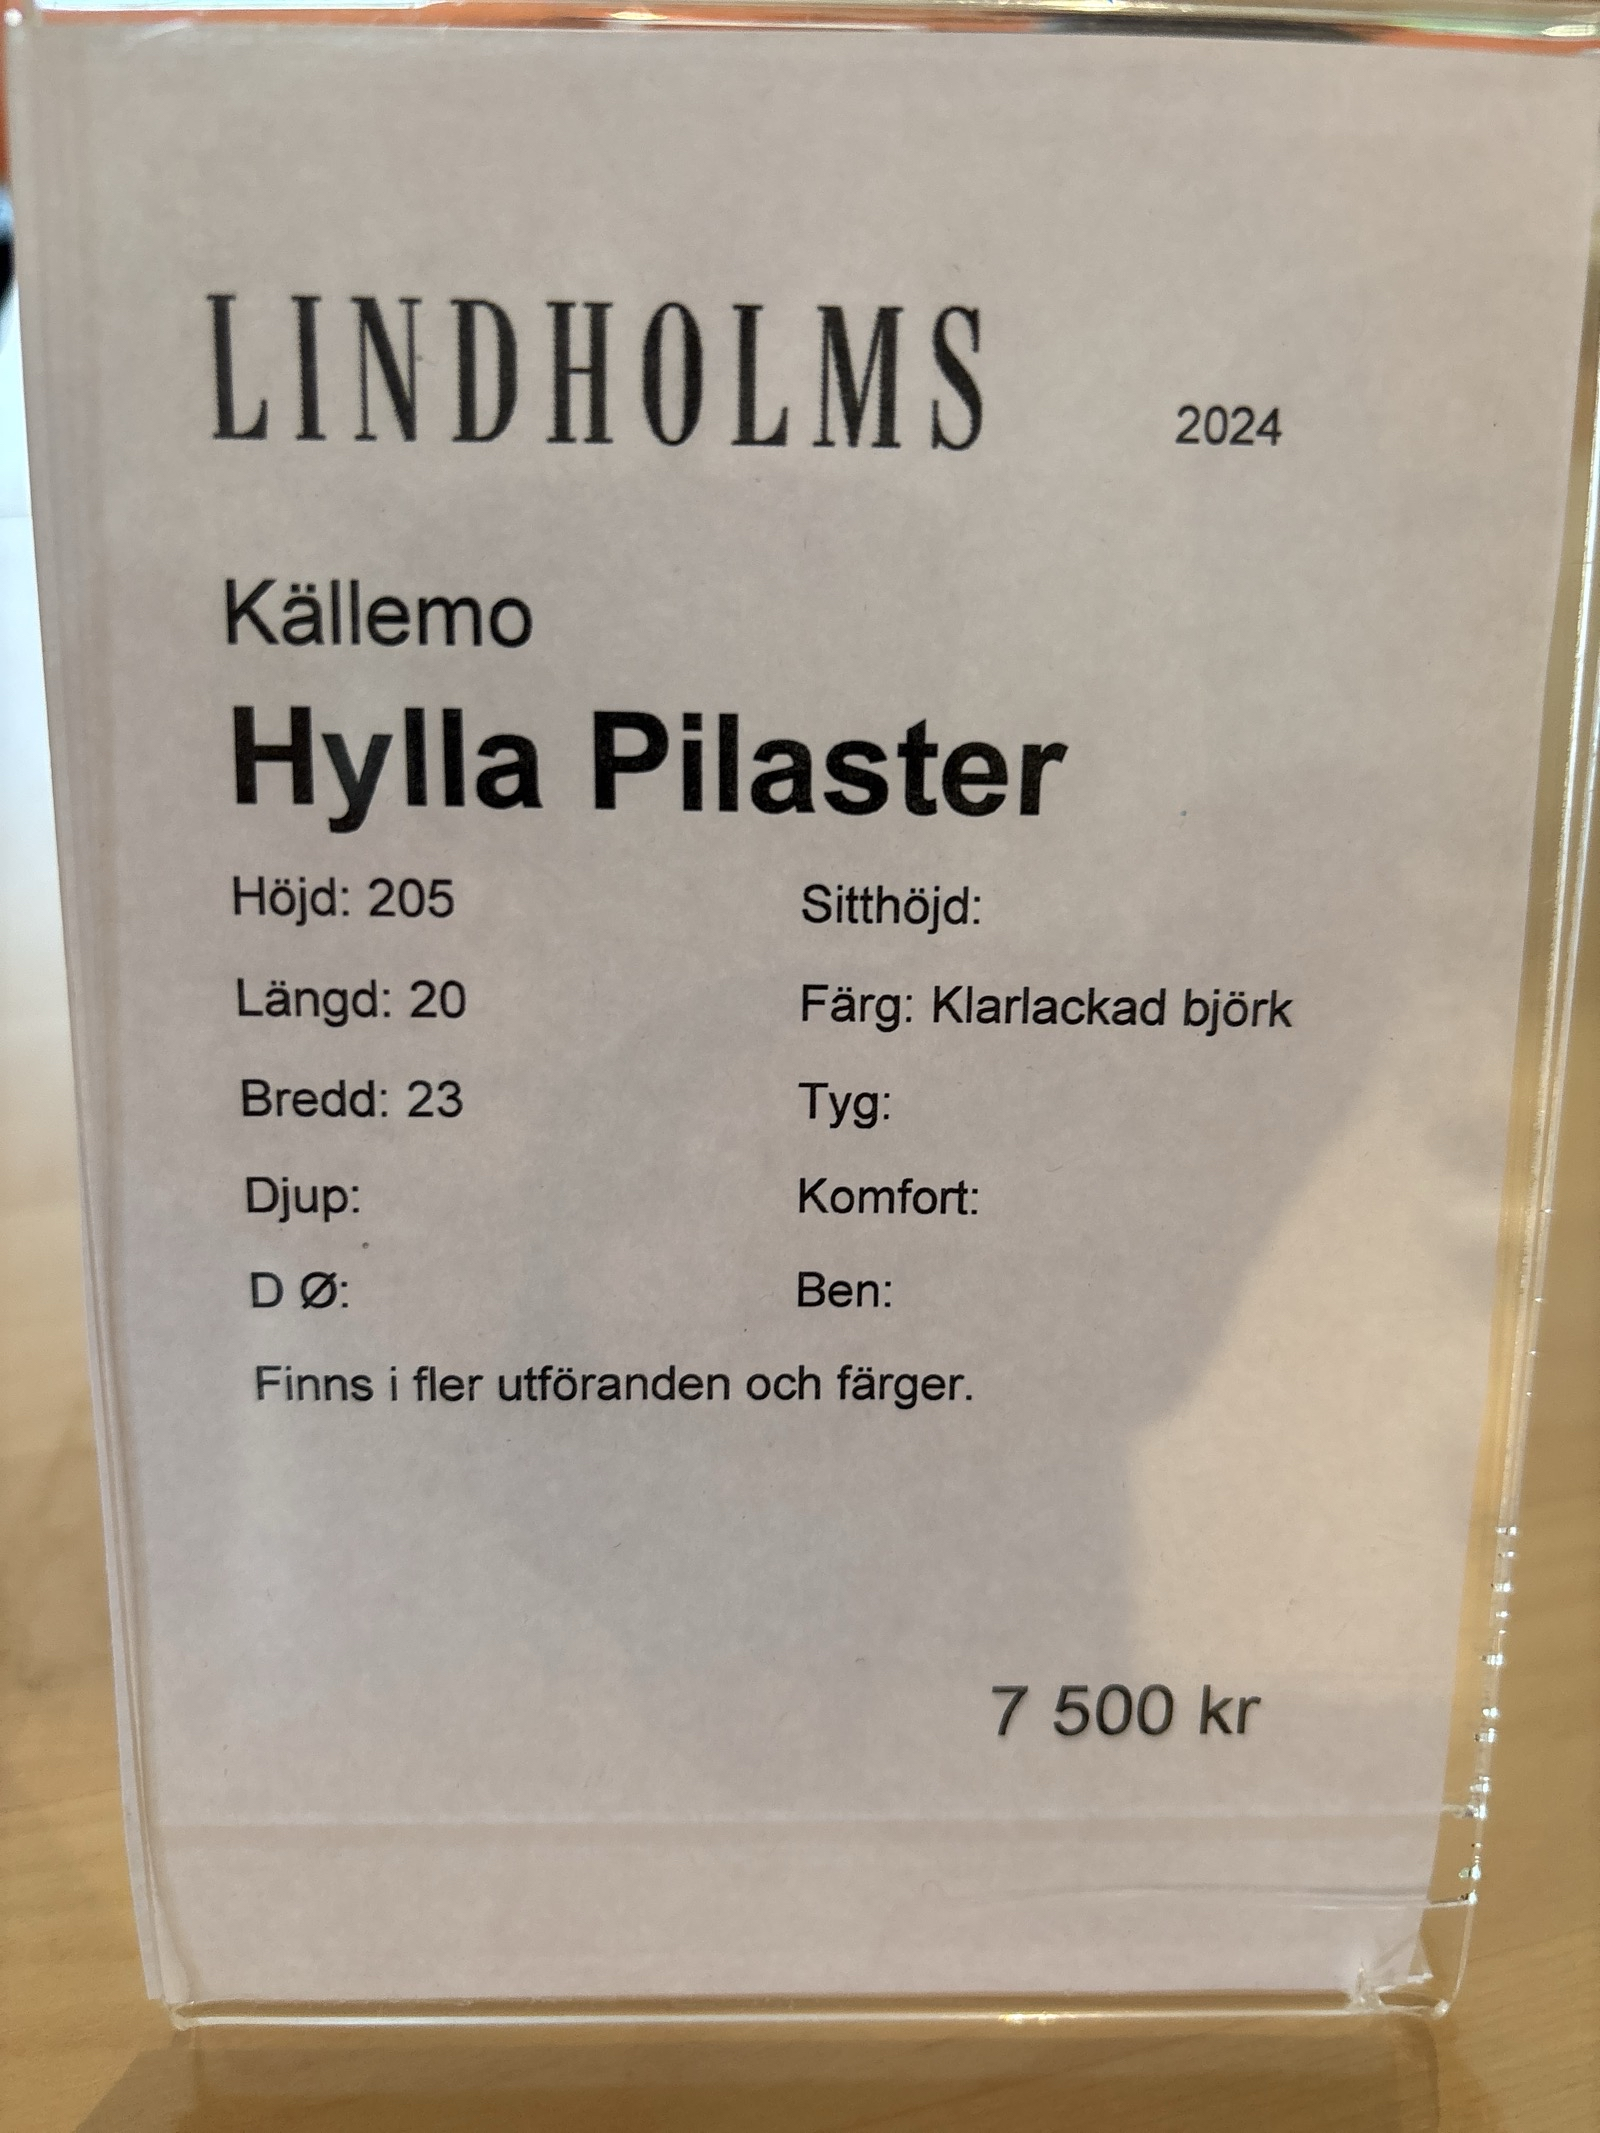 LINDHOLMS 2024
Källemo
Hylla Pilaster
Höjd: 205 Sitthöjd:
Längd: 20 Färg: Klarlackad björk
Bredd: 23 Tyg:
Djup: Komfort:
D Ø: Ben:
Finns i fler utföranden och färger.
7 500 kr